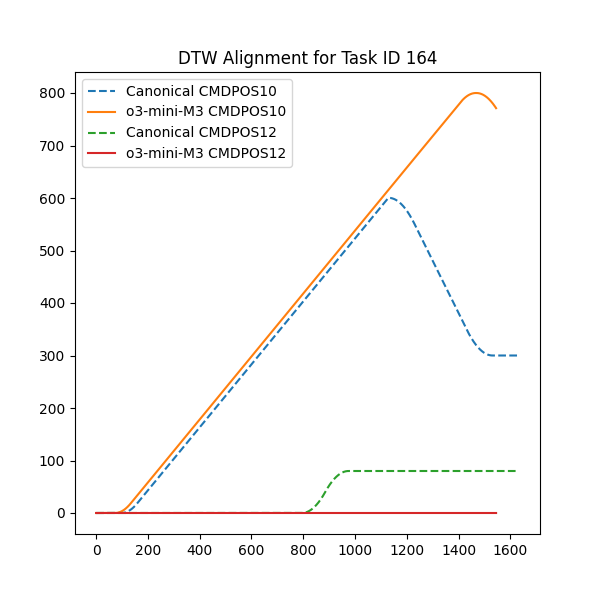 DTW Alignment for Task ID 164
Canonical CMDPOS10
o3-mini-M3 CMDPOS10
Canonical CMDPOS12
o3-mini-M3 CMDPOS12
800
700
600
500
400
300
200
100
0
0 200 400 600 800 1000 1200 1400 1600